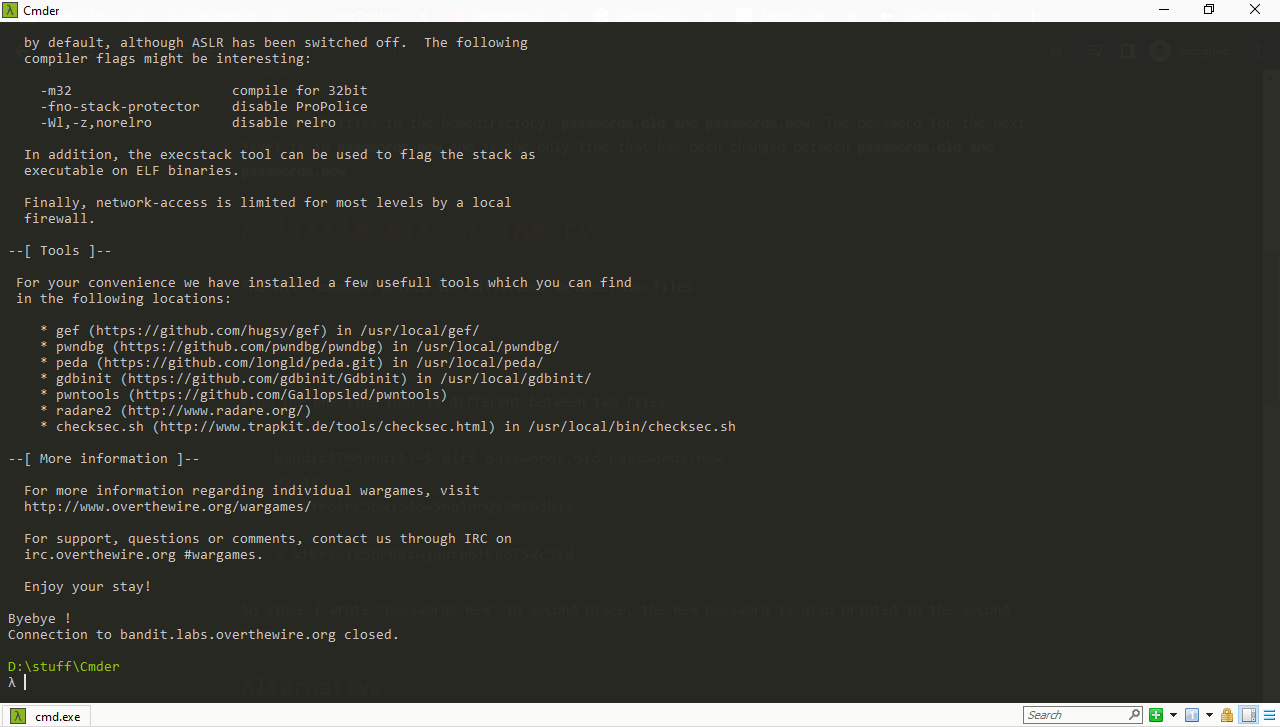 Cmder
by default, although ASLR has been switched off.  The following
compiler flags might be interesting:
-m32                    compile for 32bit
-fno-stack-protector    disable ProPolice
-Wl,-z,norelro          disable relro
In addition, the execstack tool can be used to flag the stack as
executable on ELF binaries.
Finally, network-access is limited for most levels by a local
firewall.
--[ Tools ]--
For your convenience we have installed a few usefull tools which you can find
in the following locations:
* gef (https://github.com/hugsy/gef) in /usr/local/gef/
* pwndbg (https://github.com/pwndbg/pwndbg) in /usr/local/pwndbg/
* peda (https://github.com/longld/peda.git) in /usr/local/peda/
* gdbinit (https://github.com/gdbinit/Gdbinit) in /usr/local/gdbinit/
* pwntools (https://github.com/Gallopsled/pwntools)
* radare2 (http://www.radare.org/)
* checksec.sh (http://www.trapkit.de/tools/checksec.html) in /usr/local/bin/checksec.sh
--[ More information ]--
For more information regarding individual wargames, visit
http://www.overthewire.org/wargames/
For support, questions or comments, contact us through IRC on
irc.overthewire.org #wargames.
Enjoy your stay!
Byebye !
Connection to bandit.labs.overthewire.org closed.
D:\stuff\Cmder
λ
cmd.exe
Search